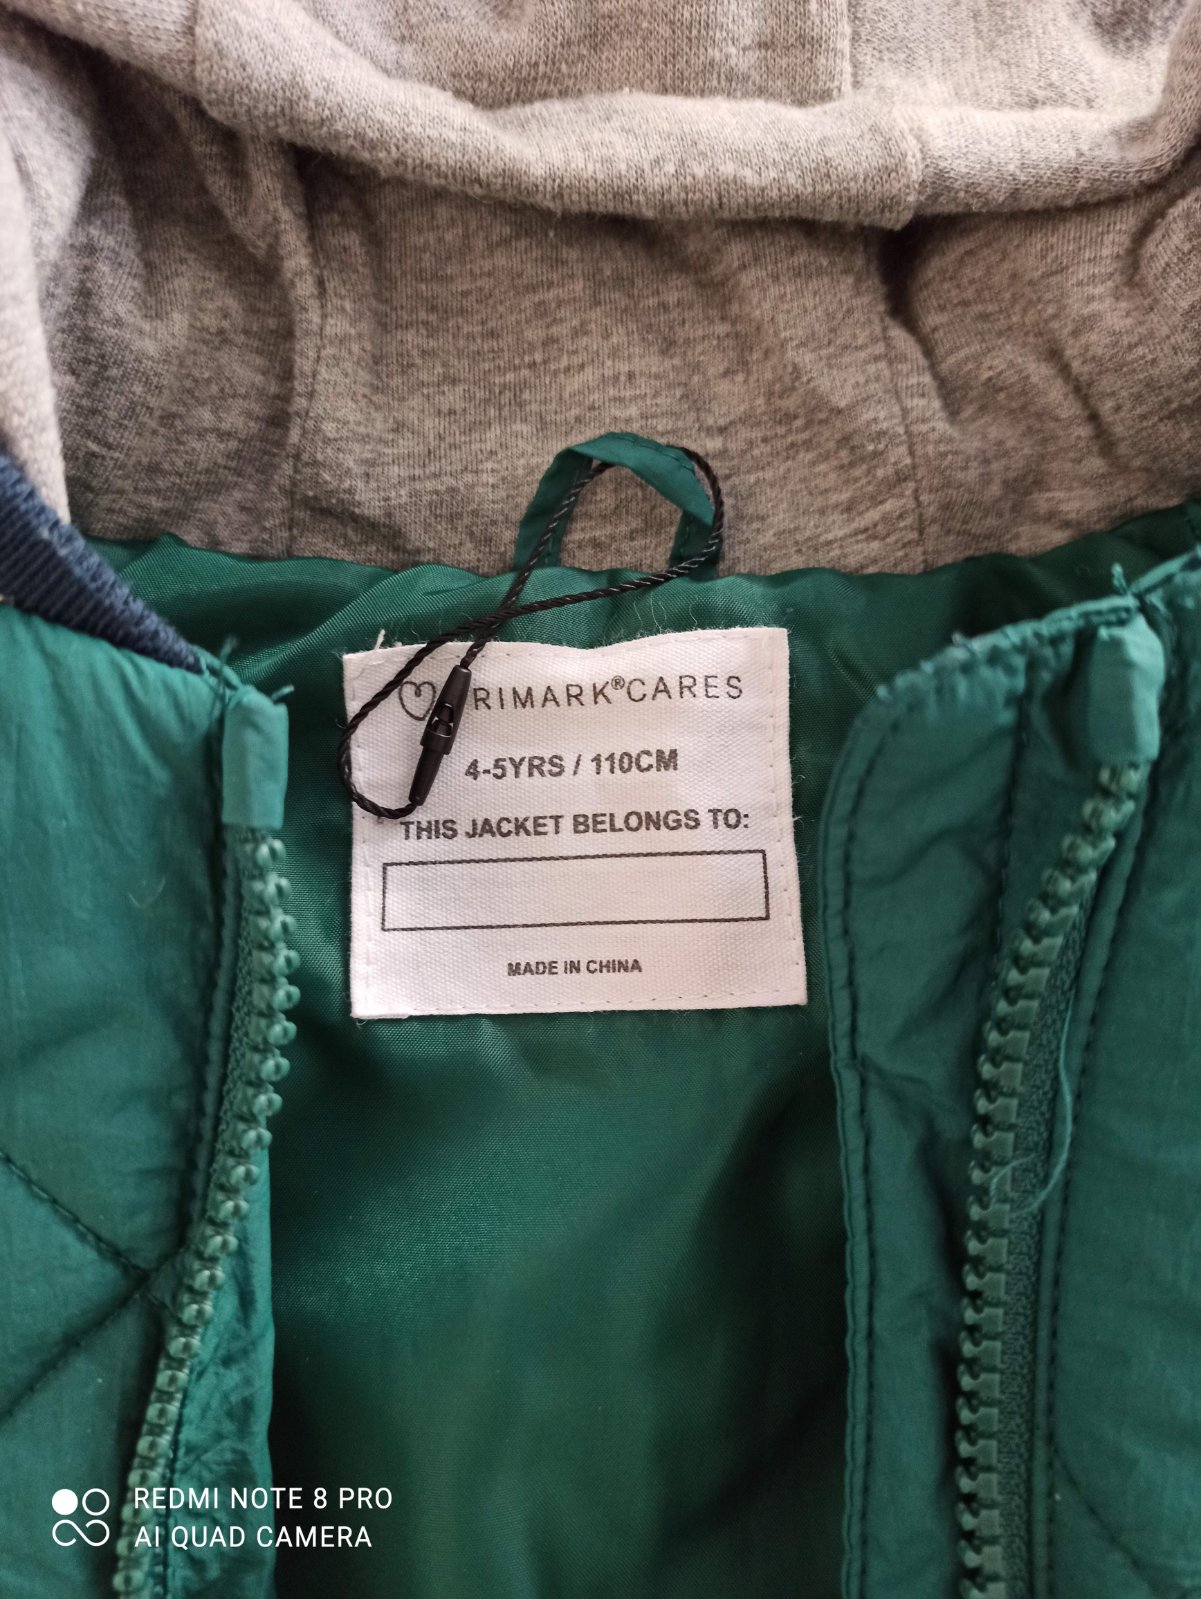 RIMARK®CARES
4-5YRS / 110CM
THIS JACKET BELONGS TO:
MADE IN CHINA
REDMI NOTE 8 PRO
AI QUAD CAMERA